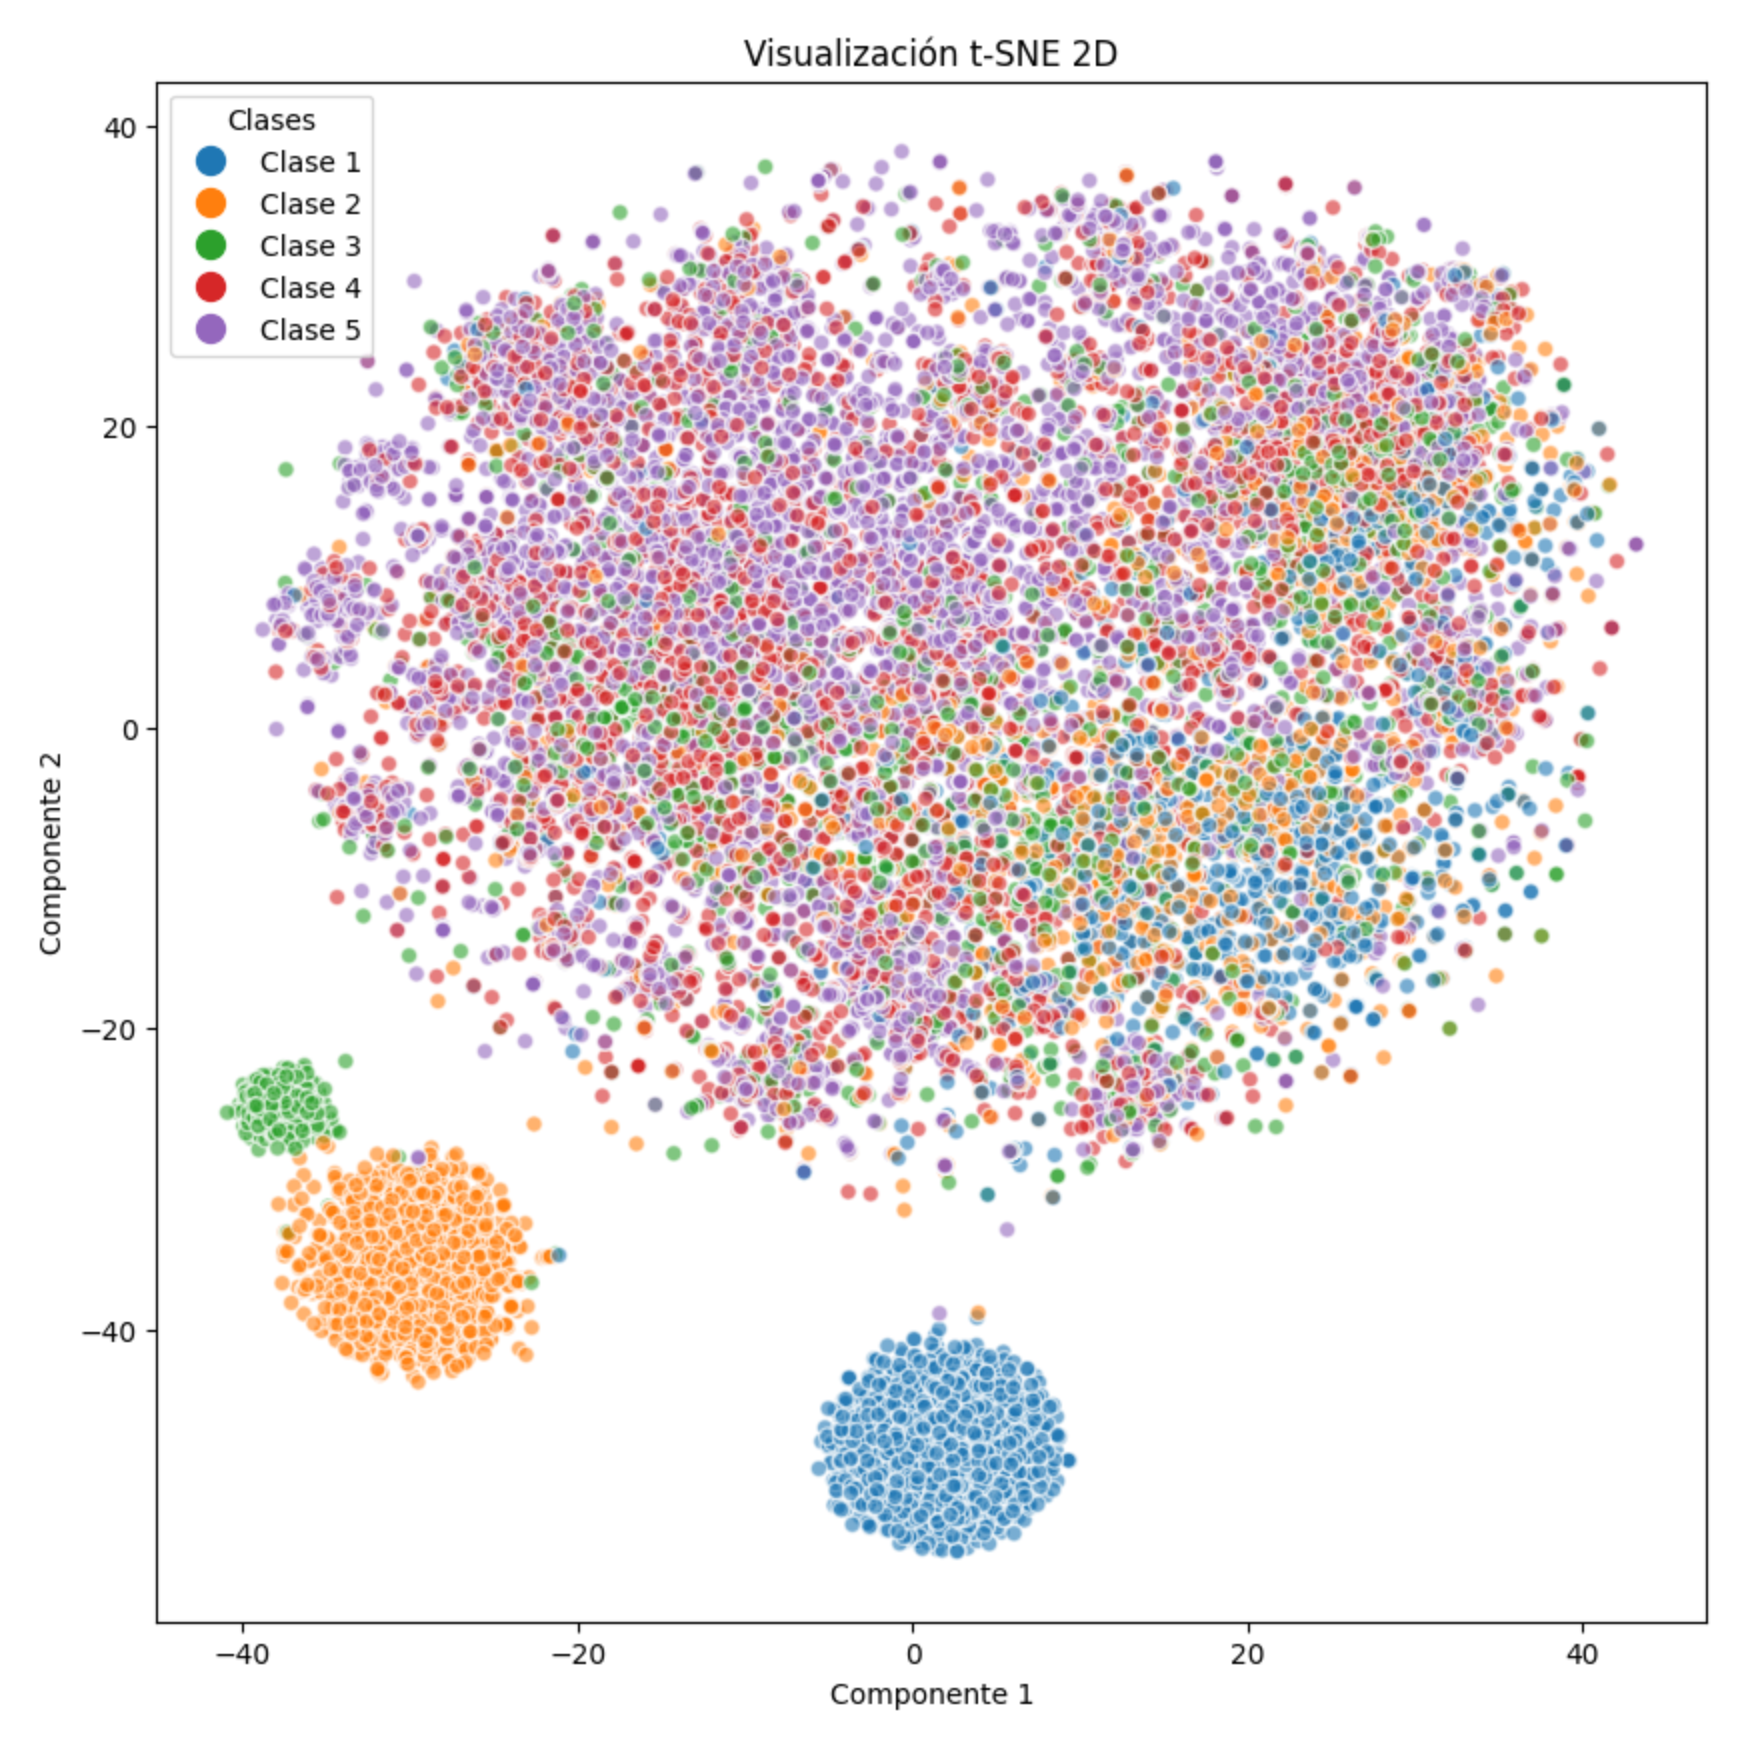 Visualización t-SNE 2D
Clases
Clase 1
Clase 2
Clase 3
Clase 4
Clase 5
40
20
0
−20
−40
Componente 2
−40
−20
0
20
40
Componente 1